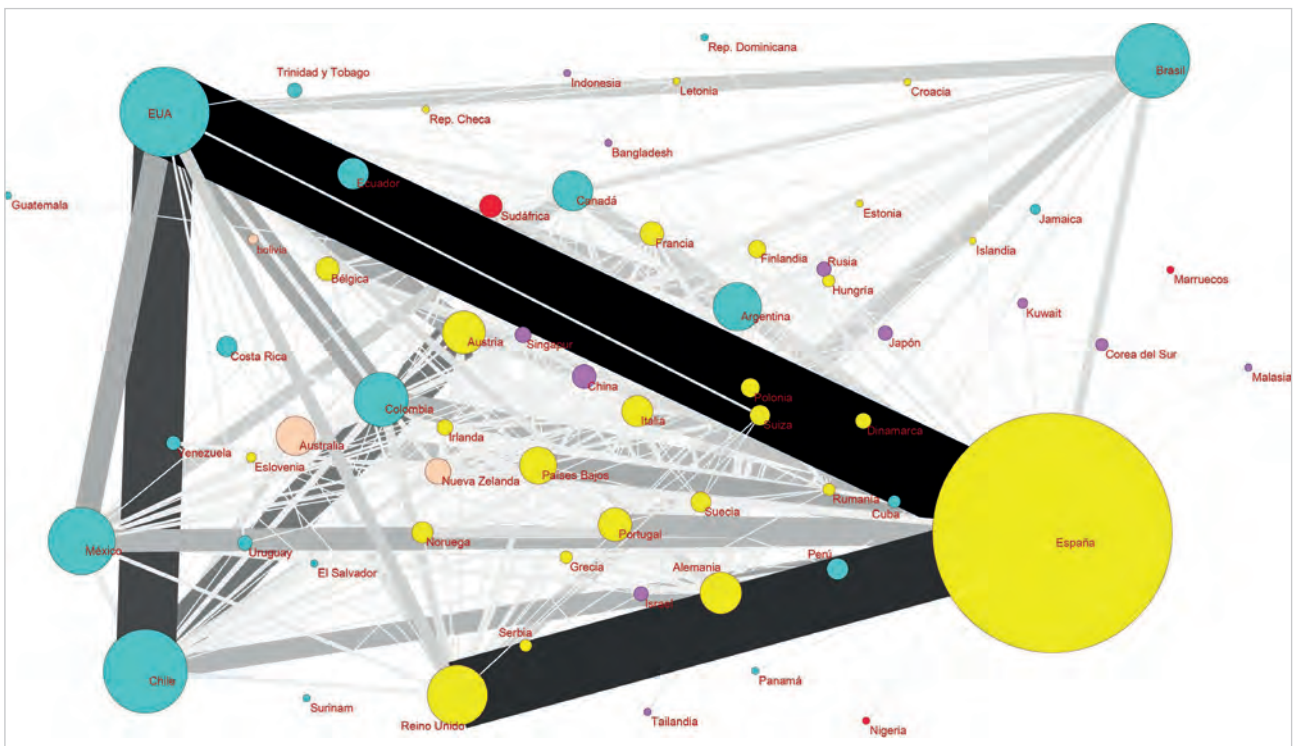 Rep. Dominicana
Brasil
Trinidad y Tobago
Indonesia
Letonia
Croacia
EUA
Rep. Checa
Bangladesh
Ecuador
Canadá
Guatemala
Sudáfrica
Estonia
Jamaica
Francia
bolivia
Finlandia
Rusia
Islandia
Bélgica
Marruecos
Hungría
Argentina
Kuwait
Austria
Singapur
Japón
Costa Rica
Corea del Sur
Malasia
China
Colombia
Polonia
Italia
Suiza
Dinamarca
Irlanda
Australia
Yenezuela
Eslovenia
Nueva Zelanda
Países Bajos
Rumanía
Suecia
Cuba
México
Uruguay
Noruega
Portugal
España
El Salvador
Grecia
Alemania
Perú
Israel
Serbia
Chile
Surinam
Reino Unido
Panamá
Tailandia
Nigeria